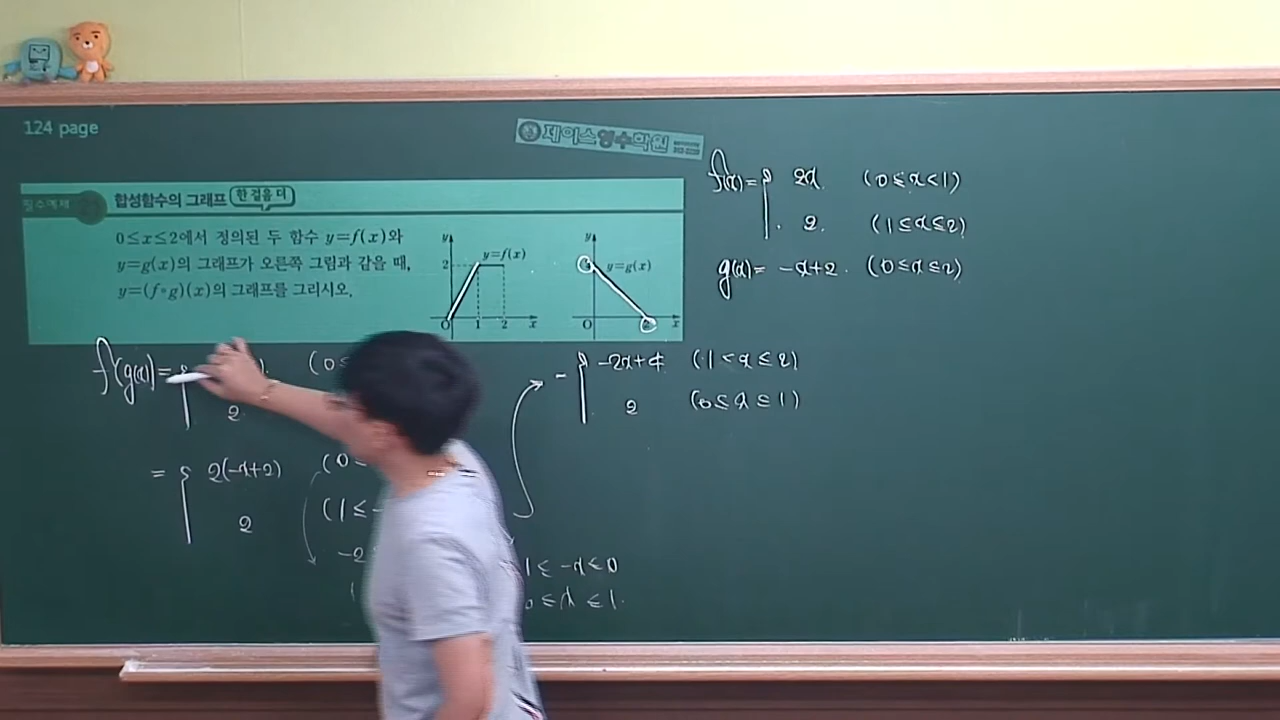 124 page
제이스영수학원
필수예제
합성함수의 그래프 한 걸음 더
0≤x≤2에서 정의된 두 함수 y=f(x)와
y=g(x)의 그래프가 오른쪽 그림과 같을 때,
y=(f∘g)(x)의 그래프를 그리시오.
y
2
y=f(x)
O 1 2 x
y
y=g(x)
O x
f(x)= 2x (0≤x<1)
2 (1≤x≤2)
g(x)= -x+2 (0≤x≤2)
f(g(x))=
2
= 2(-x+2)
2 (1≤
-2
-2x+4 (1<x≤2)
2 (0≤x≤1)
1≤-x≤0
0≤x≤1